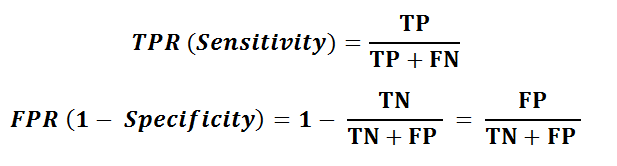 TPR (Sensitivity) = TP / (TP + FN)
FPR (1 − Specificity) = 1 − TN / (TN + FP) = FP / (TN + FP)